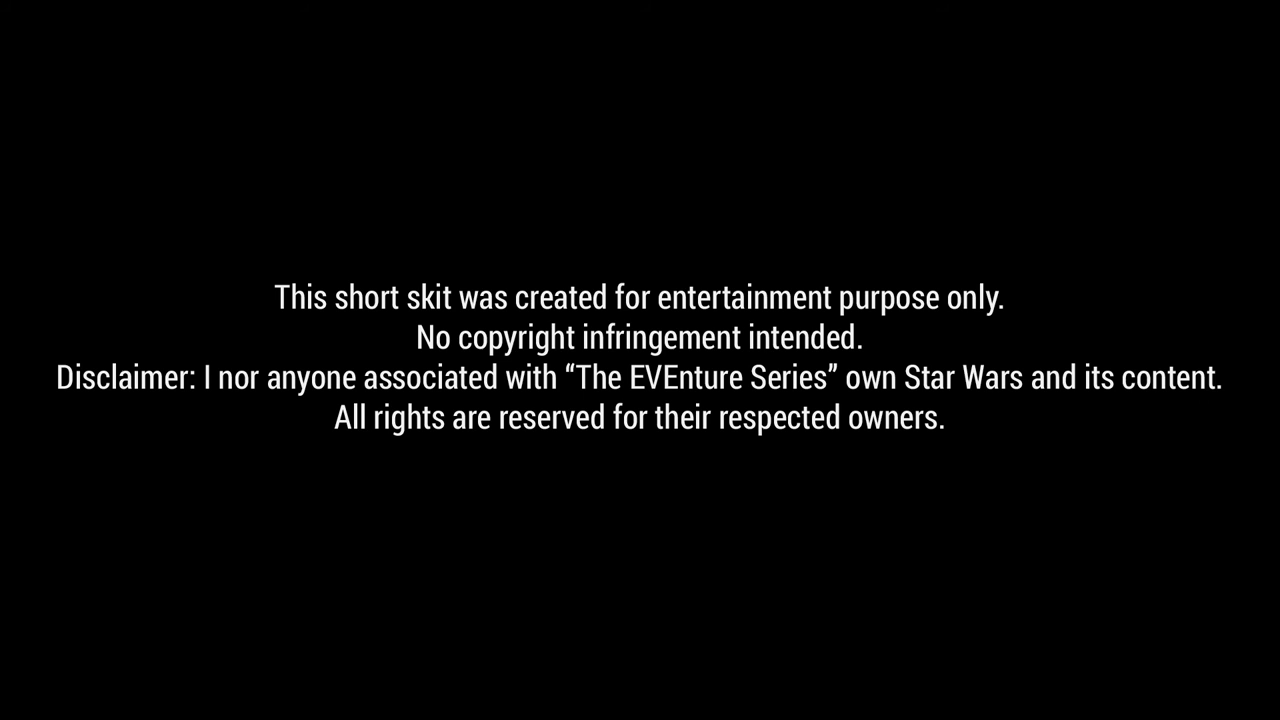 This short skit was created for entertainment purpose only.
No copyright infringement intended.
Disclaimer: I nor anyone associated with “The EVEnture Series” own Star Wars and its content.
All rights are reserved for their respected owners.